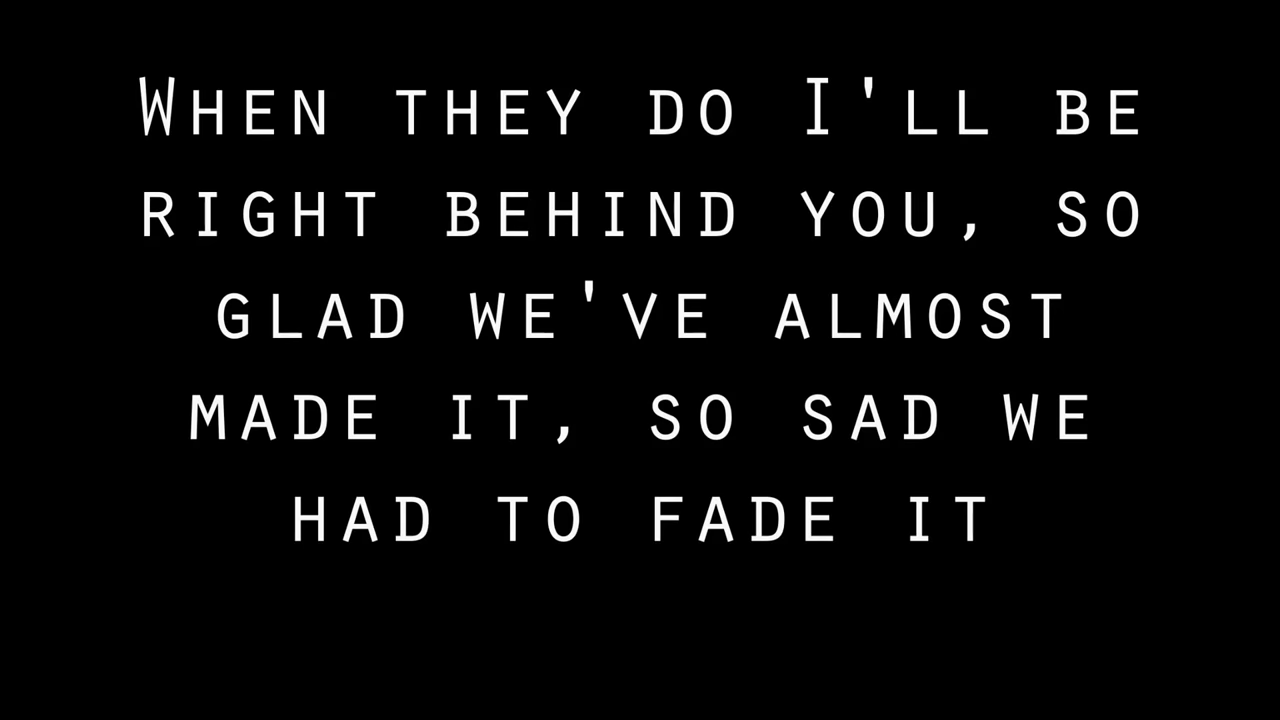 When they do I'll be
right behind you, so
glad we've almost
made it, so sad we
had to fade it